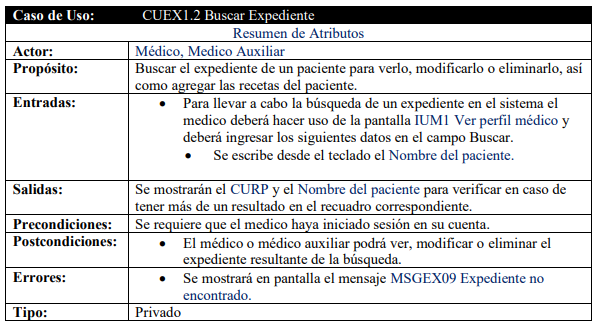 Caso de Uso: CUEX1.2 Buscar Expediente
Resumen de Atributos
Actor: Médico, Medico Auxiliar
Propósito: Buscar el expediente de un paciente para verlo, modificarlo o eliminarlo, así
como agregar las recetas del paciente.
Entradas: • Para llevar a cabo la búsqueda de un expediente en el sistema el
medico deberá hacer uso de la pantalla IUM1 Ver perfil médico y
deberá ingresar los siguientes datos en el campo Buscar.
• Se escribe desde el teclado el Nombre del paciente.
Salidas: Se mostrarán el CURP y el Nombre del paciente para verificar en caso de
tener más de un resultado en el recuadro correspondiente.
Precondiciones: Se requiere que el medico haya iniciado sesión en su cuenta.
Postcondiciones: • El médico o médico auxiliar podrá ver, modificar o eliminar el
expediente resultante de la búsqueda.
Errores: • Se mostrará en pantalla el mensaje MSGEX09 Expediente no
encontrado.
Tipo: Privado